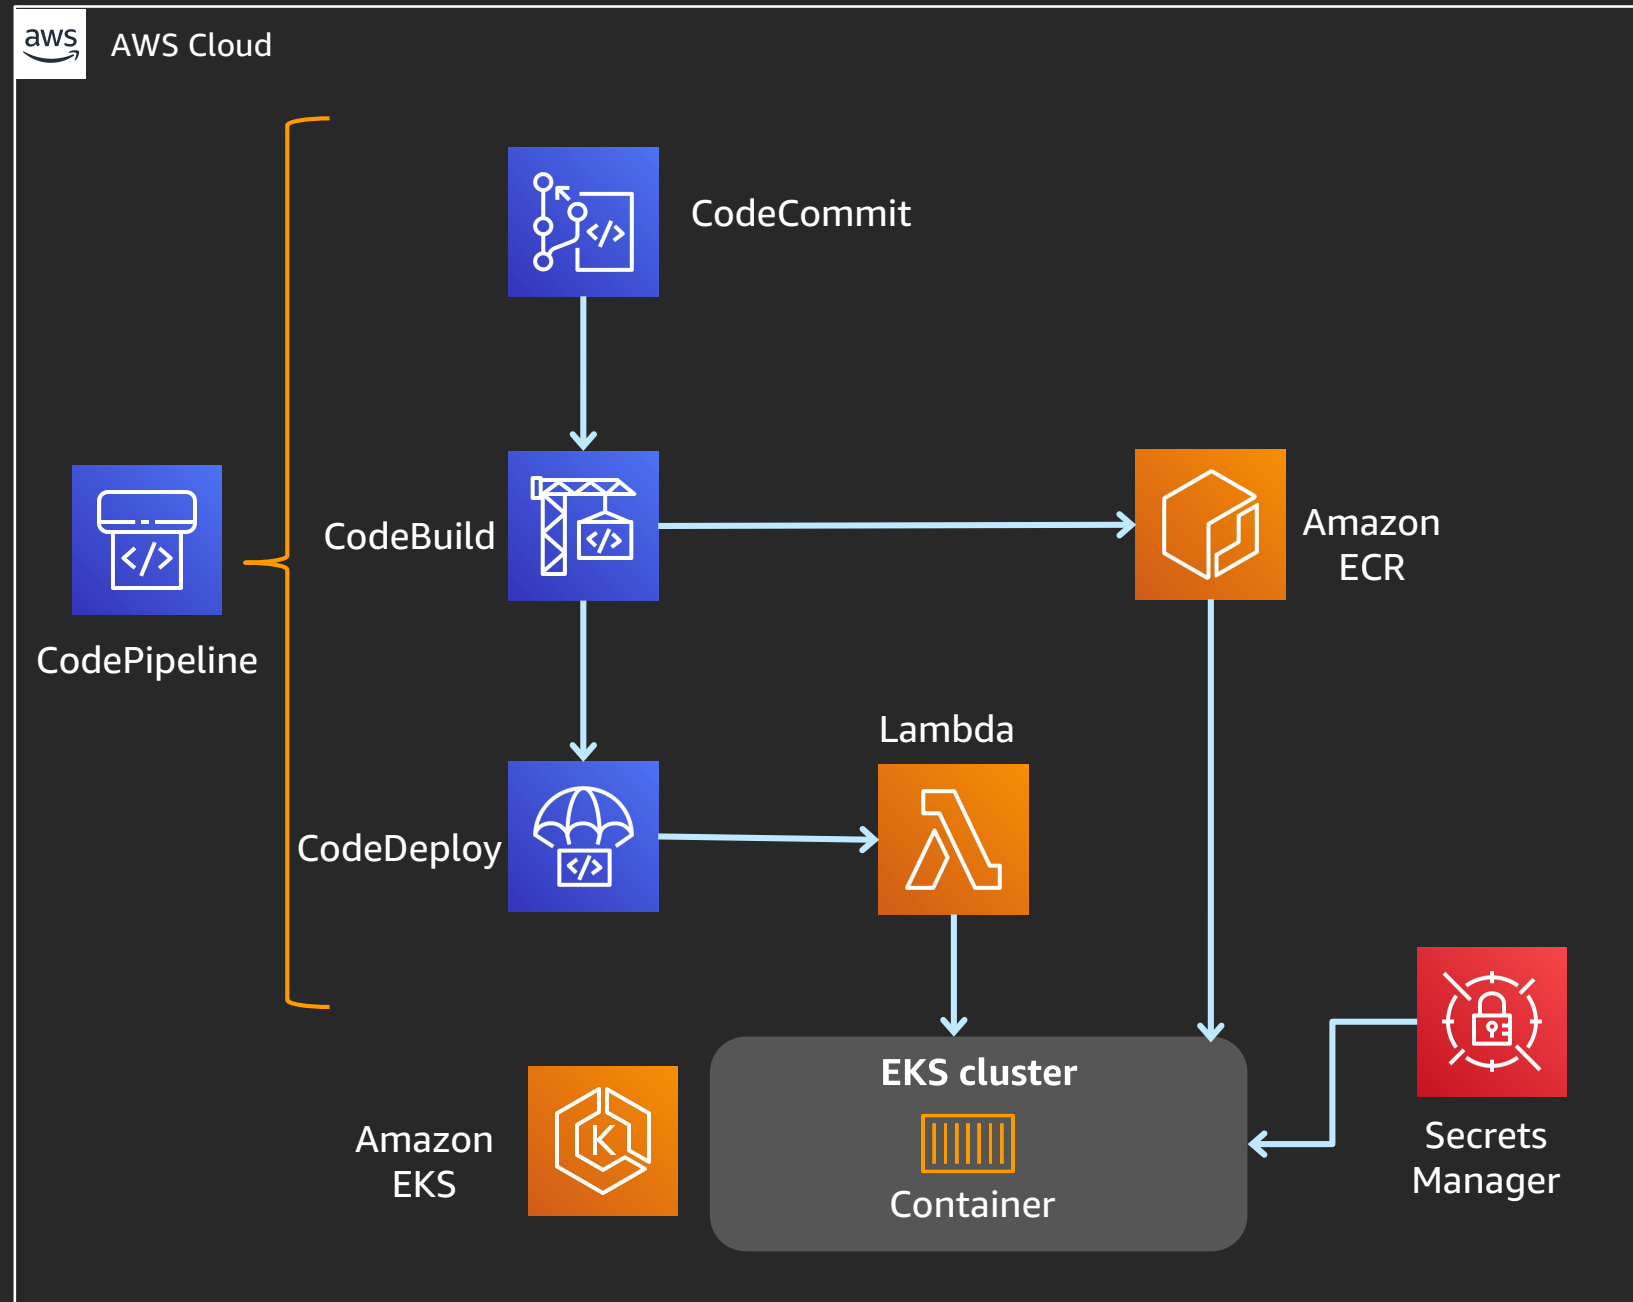 aws
AWS Cloud
CodeCommit
CodeBuild
Amazon
ECR
CodePipeline
Lambda
CodeDeploy
EKS cluster
Container
Amazon
EKS
K
Secrets
Manager